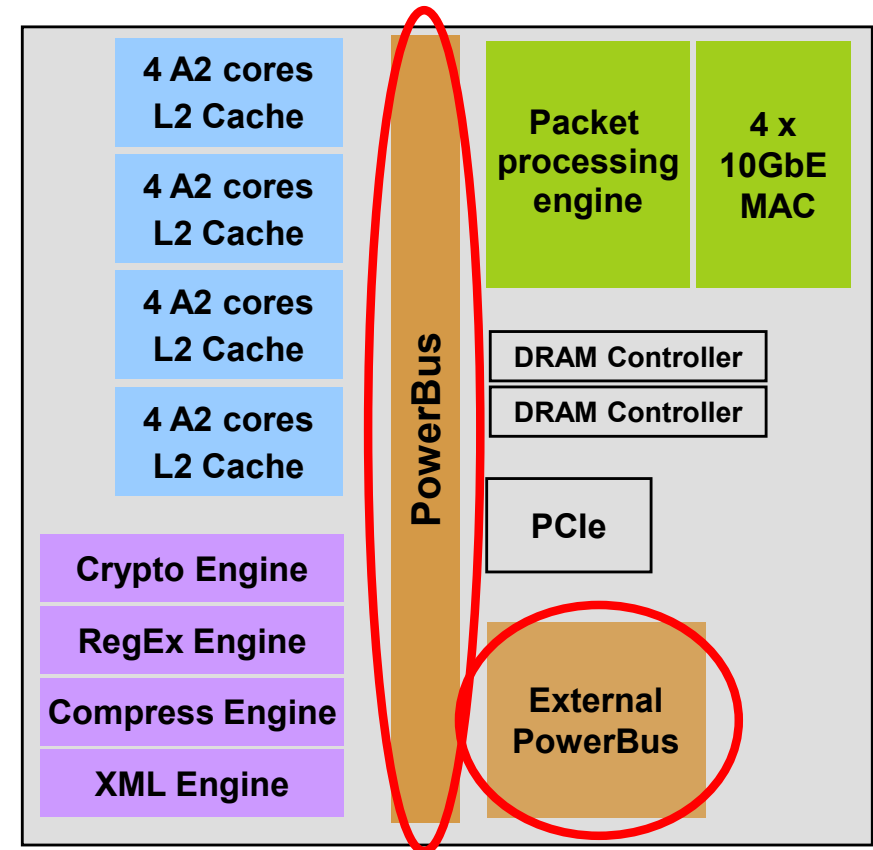 4 A2 cores
L2 Cache
4 A2 cores
L2 Cache
4 A2 cores
L2 Cache
4 A2 cores
L2 Cache
Crypto Engine
RegEx Engine
Compress Engine
XML Engine
PowerBus
Packet
processing
engine
4 x
10GbE
MAC
DRAM Controller
DRAM Controller
PCIe
External
PowerBus